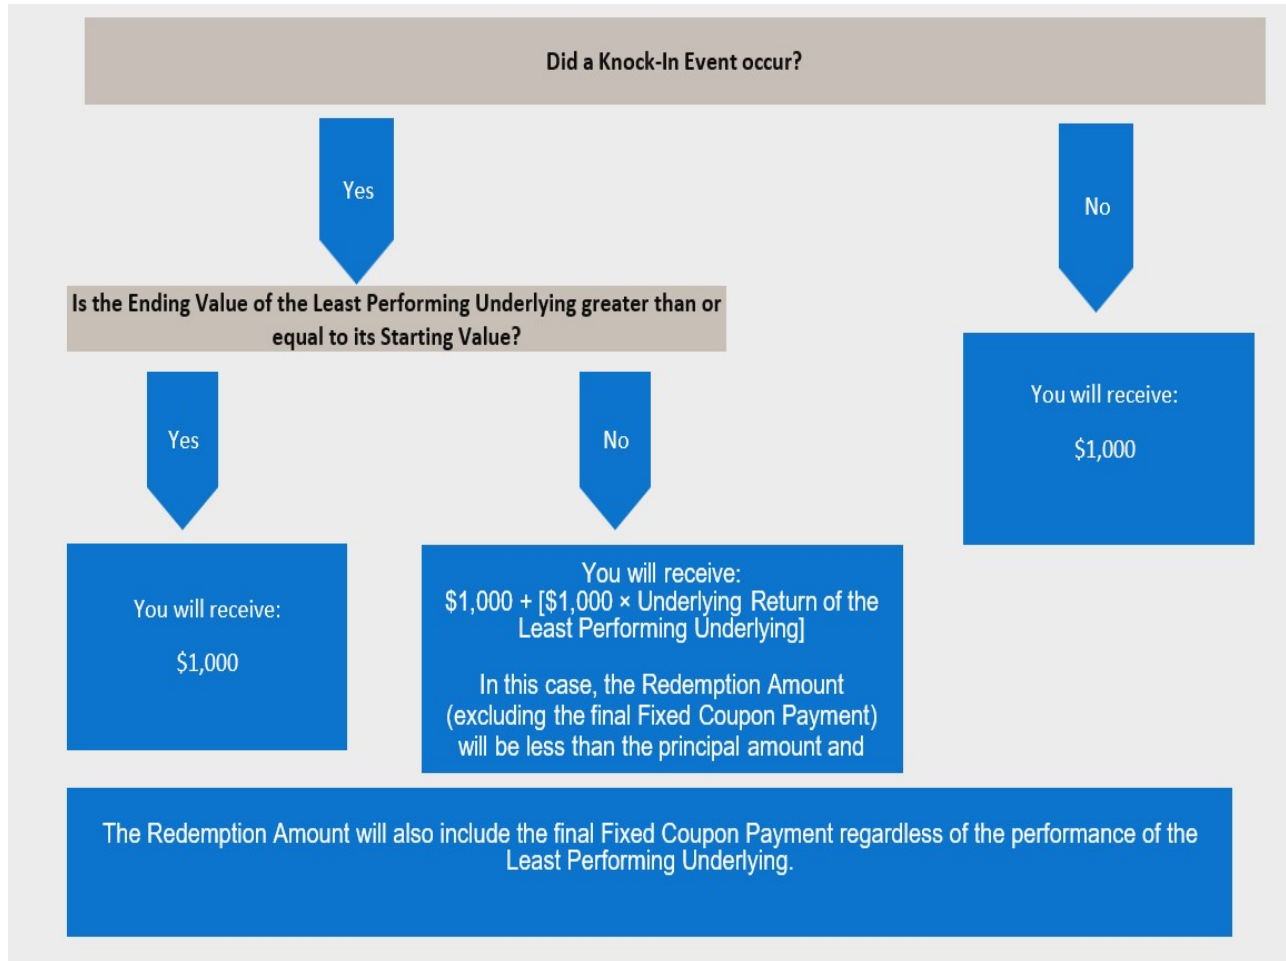 Did a Knock-In Event occur?
Yes
No
Is the Ending Value of the Least Performing Underlying greater than or
equal to its Starting Value?
Yes
No
You will receive:
$1,000
You will receive:
$1,000
You will receive:
$1,000 + [$1,000 × Underlying Return of the
Least Performing Underlying]
In this case, the Redemption Amount
(excluding the final Fixed Coupon Payment)
will be less than the principal amount and
The Redemption Amount will also include the final Fixed Coupon Payment regardless of the performance of the
Least Performing Underlying.